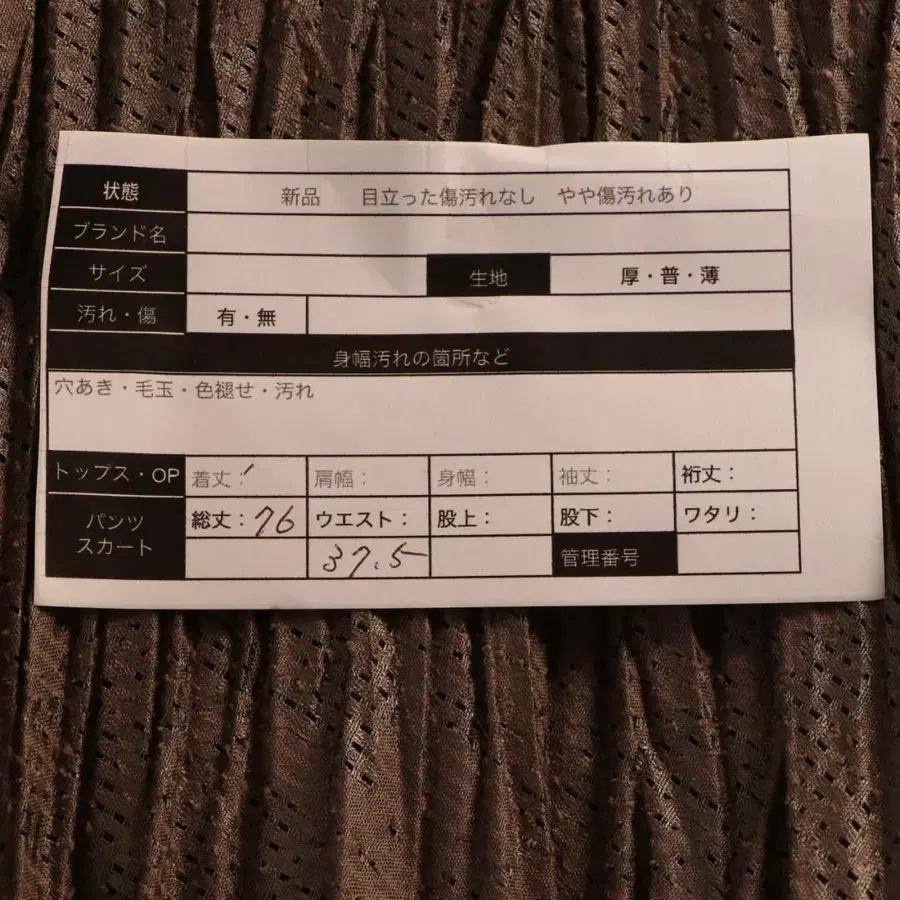 状態 新品 目立った傷汚れなし やや傷汚れあり
ブランド名
サイズ 生地 厚・普・薄
汚れ・傷 有・無
身幅汚れの箇所など
穴あき・毛玉・色褪せ・汚れ
トップス・OP 着丈: 肩幅: 身幅: 袖丈: 裄丈:
パンツ スカート 総丈:76 ウエスト: 股上: 股下: ワタリ:
37.5 管理番号